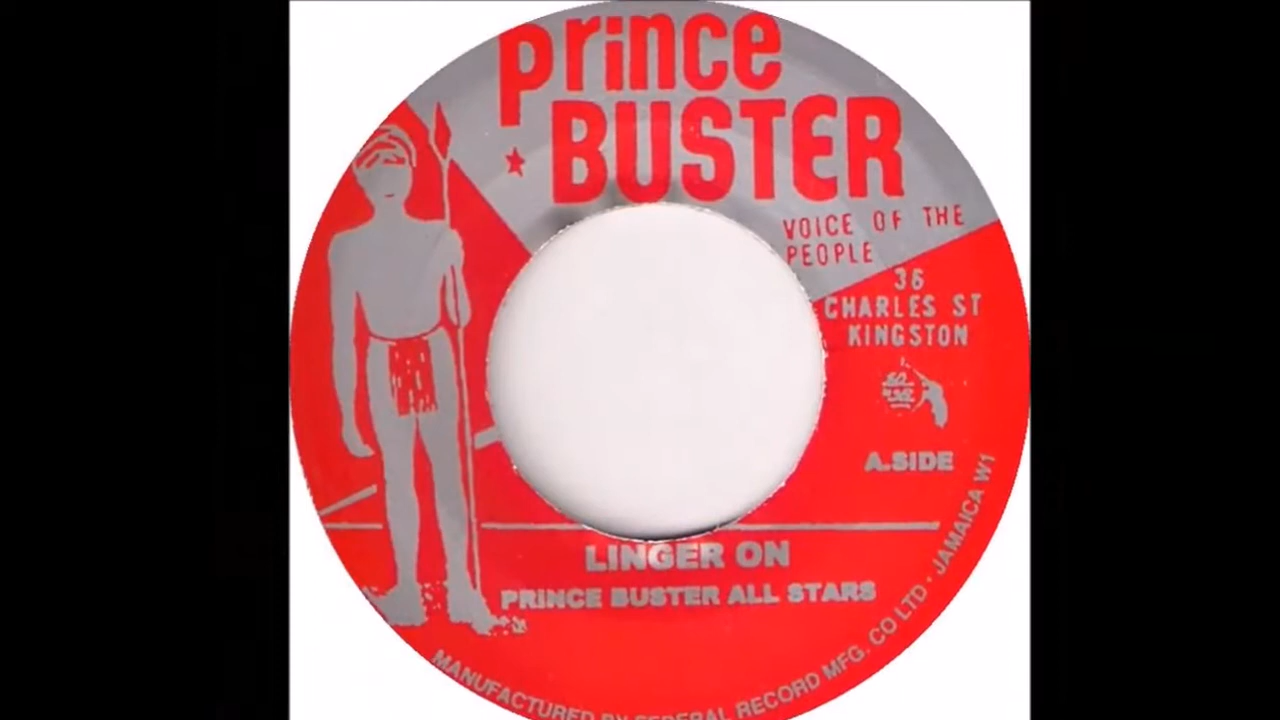 prince
BUSTER
VOICE OF THE
PEOPLE
36
CHARLES ST
KINGSTON
A.SIDE
LINGER ON
PRINCE BUSTER ALL STARS
MANUFACTURED BY FEDERAL RECORD MFG. CO LTD • JAMAICA W1